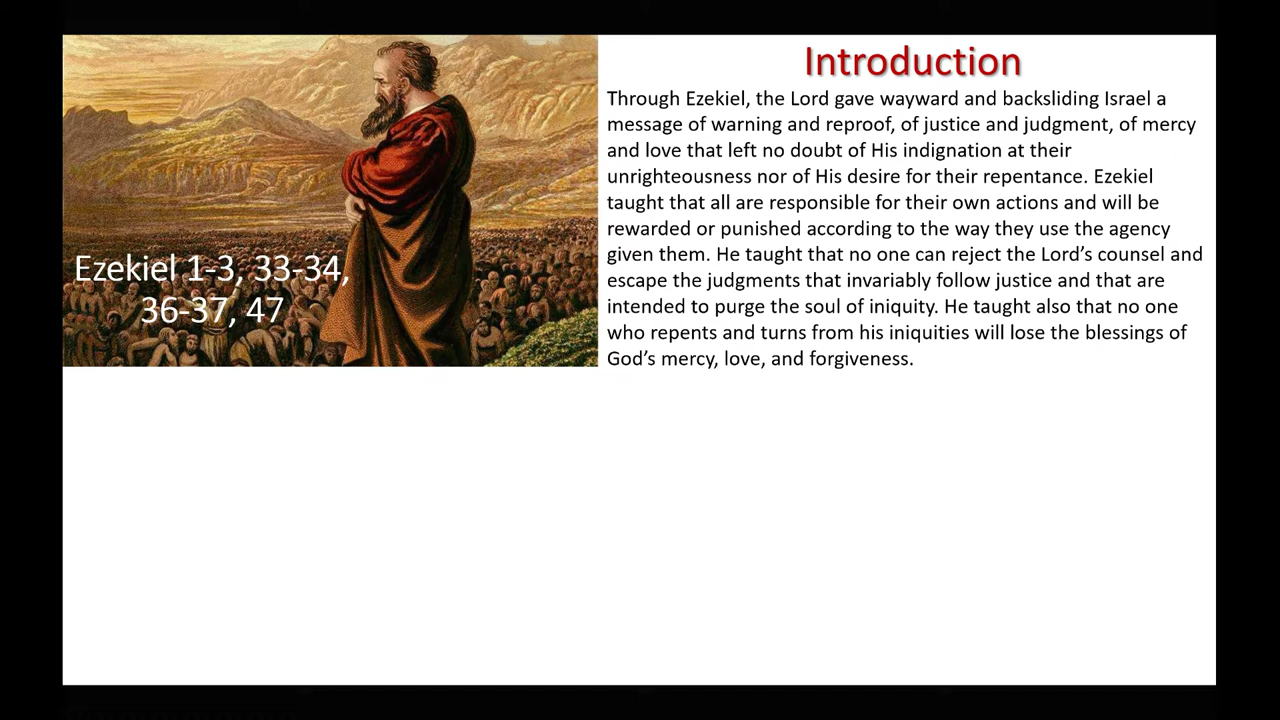 Ezekiel 1-3, 33-34,
36-37, 47
Introduction
Through Ezekiel, the Lord gave wayward and backsliding Israel a
message of warning and reproof, of justice and judgment, of mercy
and love that left no doubt of His indignation at their
unrighteousness nor of His desire for their repentance. Ezekiel
taught that all are responsible for their own actions and will be
rewarded or punished according to the way they use the agency
given them. He taught that no one can reject the Lord’s counsel and
escape the judgments that invariably follow justice and that are
intended to purge the soul of iniquity. He taught also that no one
who repents and turns from his iniquities will lose the blessings of
God’s mercy, love, and forgiveness.